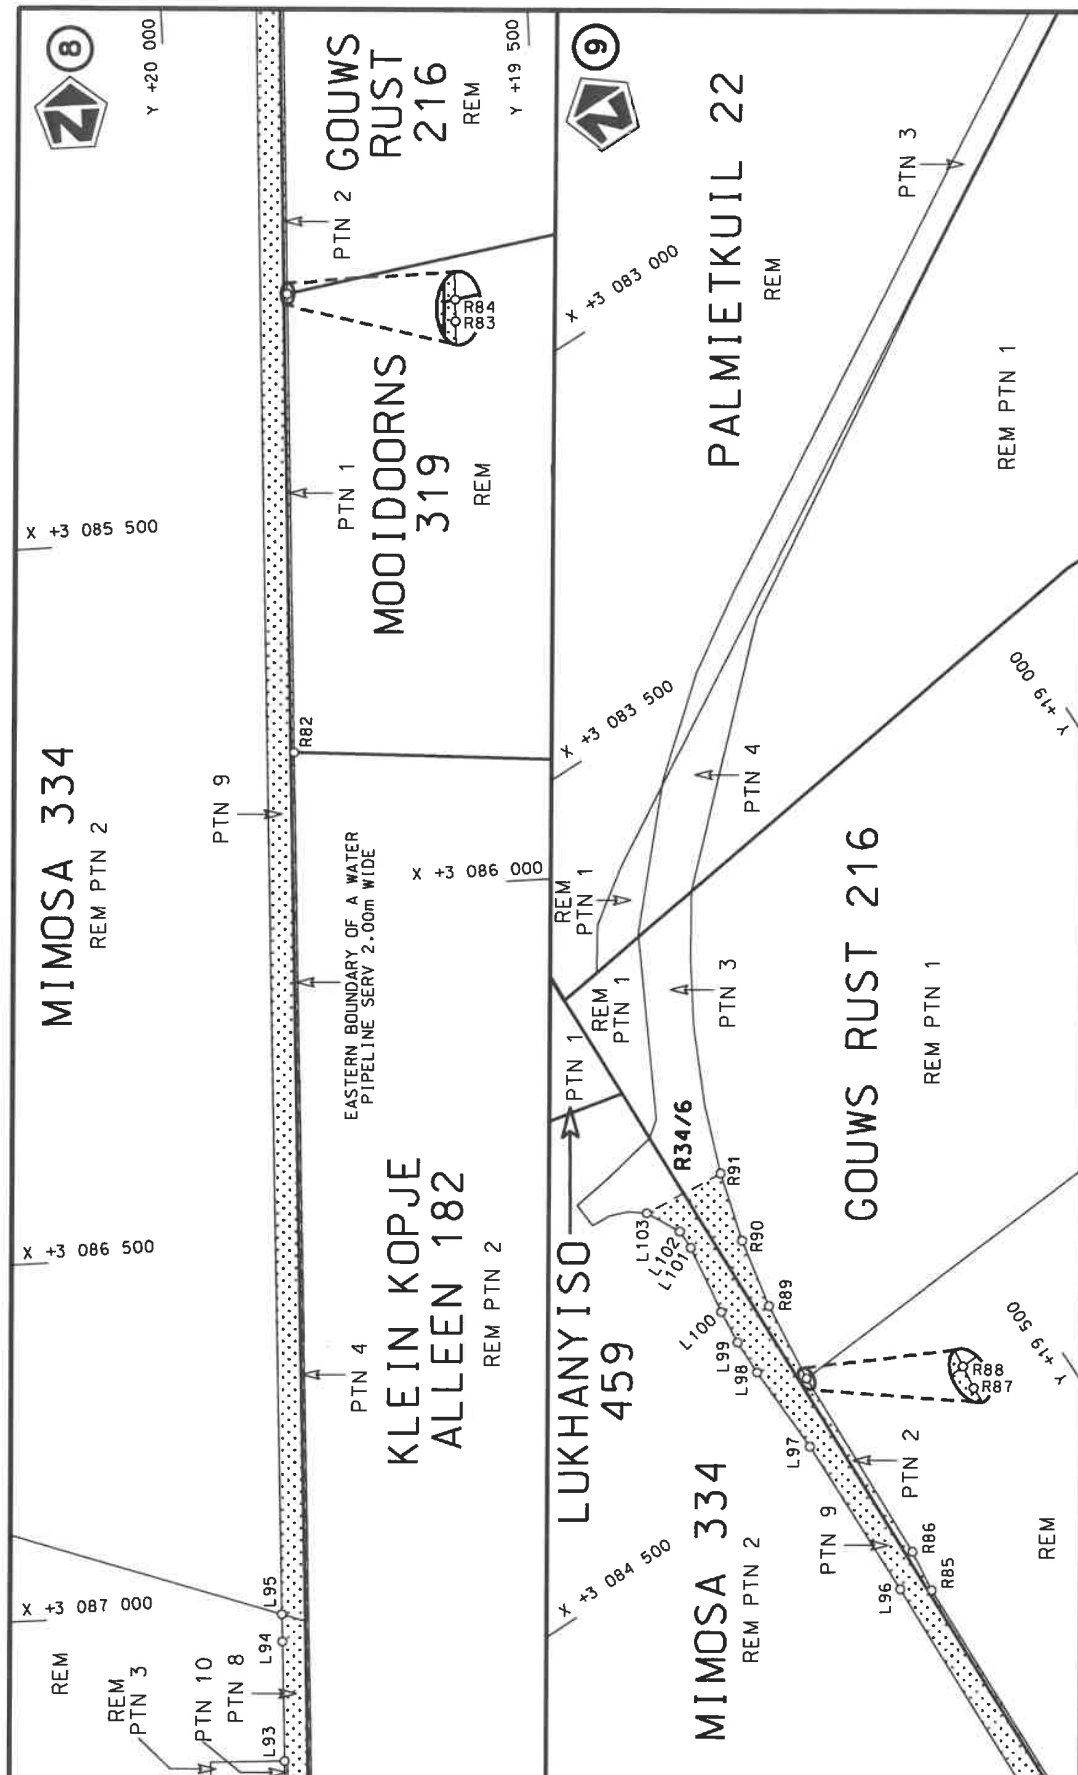 8
N
Y +20 000
GOUWS
RUST
216
REM
Y +19 500
PTN 2
R84
R83
X +3 085 500
PTN 1
MOOIDOORNS
319
REM
MIMOSA 334
REM PTN 2
R82
PTN 9
EASTERN BOUNDARY OF A WATER
PIPELINE SERV 2.00m WIDE
X +3 086 000
X +3 086 500
KLEIN KOPJE
ALLEEN 182
REM PTN 2
PTN 4
X +3 087 000
L95
L94
L93
REM
REM
PTN 3
PTN 10
PTN 8
9
N
PALMIETKUIL 22
REM
PTN 3
X +3 083 000
REM PTN 1
X +3 083 500
Y +19 000
PTN 4
REM
PTN 1
REM
PTN 1
PTN 3
PTN 1
GOUWS RUST 216
REM PTN 1
R34/6
R91
R90
R89
L103
L102
L101
L100
L99
L98
L97
L96
LUKHANYISO
459
Y +19 500
R88
R87
PTN 2
PTN 9
R86
R85
REM
X +3 084 500
MIMOSA 334
REM PTN 2